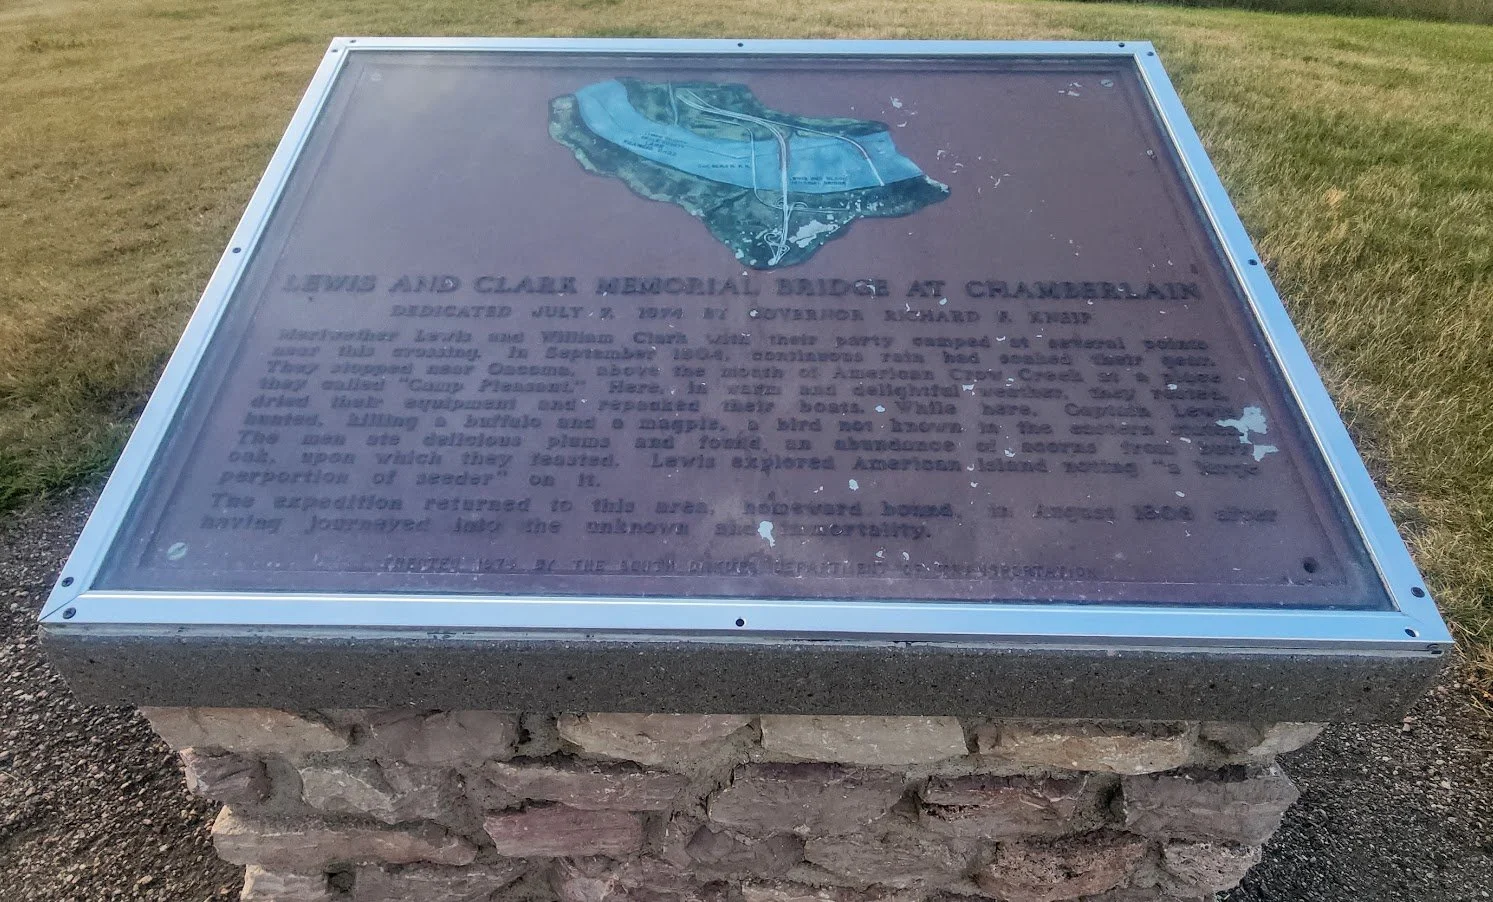 LEWIS AND CLARK
MEMORIAL BRIDGE
LEWIS AND CLARK MEMORIAL BRIDGE AT CHAMBERLAIN
DEDICATED JULY 1974 BY GOVERNOR RICHARD F. KNEIP
Meriwether Lewis and William Clark with their party camped at several points
near this crossing. In September 1804, continuous rain had soaked their gear.
They stopped near Oacoma, above the mouth of American Crow Creek at a place
they called "Camp Pleasant." Here, in warm and delightful weather, they rested,
dried their equipment and repacked their boats. While here, Captain Lewis
hunted, killing a buffalo and a magpie, a bird not known in the eastern
The men ate delicious plums and found an abundance of acorns from burr
oak, upon which they feasted. Lewis explored American Island noting "a large
perportion of seeder" on it.
The expedition returned to this area, homeward bound, in August 1806 after
having journeyed into the unknown and immortality.
ERECTED BY THE SOUTH DAKOTA DEPARTMENT OF TRANSPORTATION